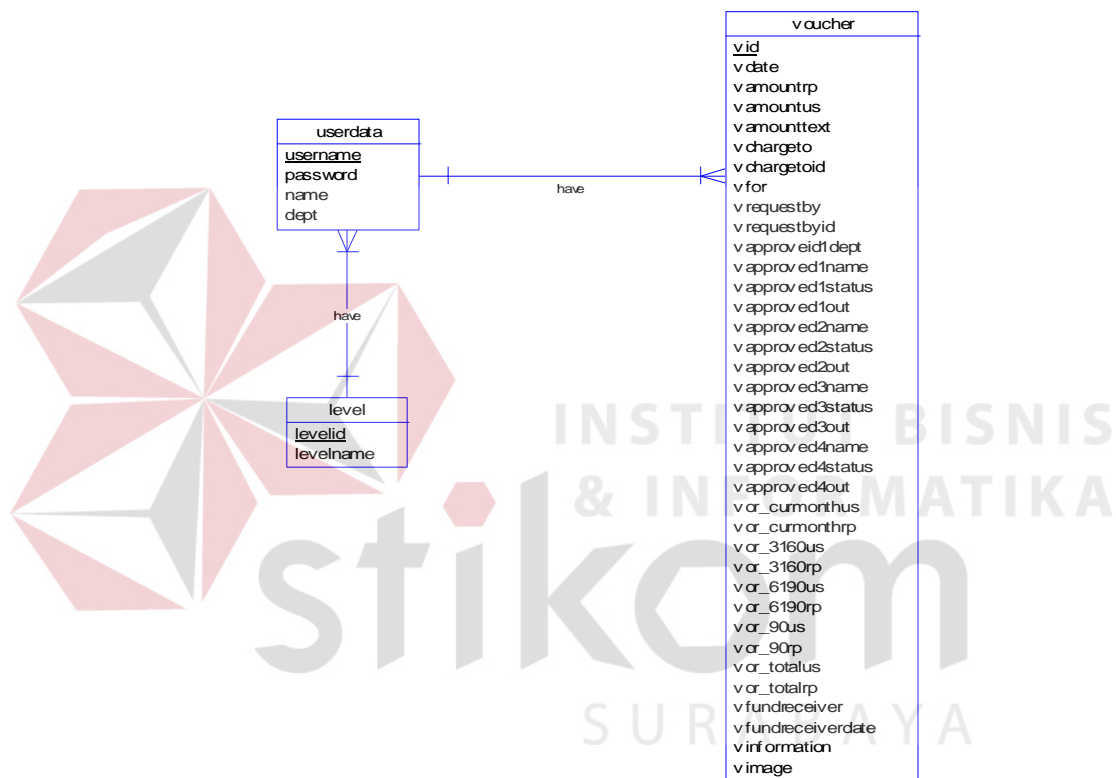 voucher
vid
vdate
vamountrp
vamountus
vamounttext
vchargeto
vchargetoid
vfor
vrequestby
vrequestbyid
vapproveid1dept
vapproved1name
vapproved1status
vapproved1out
vapproved2name
vapproved2status
vapproved2out
vapproved3name
vapproved3status
vapproved3out
vapproved4name
vapproved4status
vapproved4out
vor_curmonthus
vor_curmonthrp
vor_3160us
vor_3160rp
vor_6190us
vor_6190rp
vor_90us
vor_90rp
vor_totalus
vor_totalrp
vfundreceiver
vfundreceiverdate
vinformation
vimage
userdata
username
password
name
dept
have
have
level
levelid
levelname
INSTITUT BISNIS
& INFORMATIKA
stikom
SURABAYA